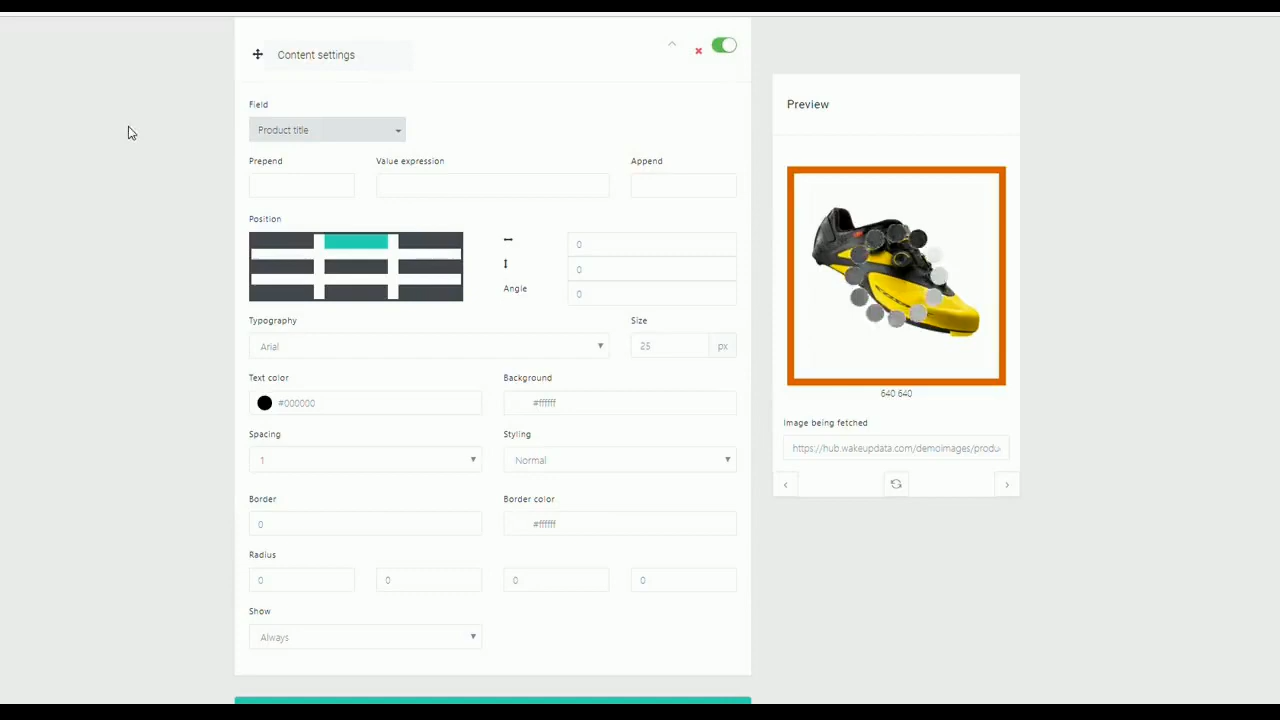 Content settings
Field
Product title
Prepend
Value expression
Append
Position
0
0
Angle
0
Typography
Size
Arial
25
px
Text color
Background
#000000
#ffffff
Spacing
Styling
1
Normal
Border
Border color
0
#ffffff
Radius
0
0
0
0
Show
Always
Preview
640 640
Image being fetched
https://hub.wakeupdata.com/demoimages/produ